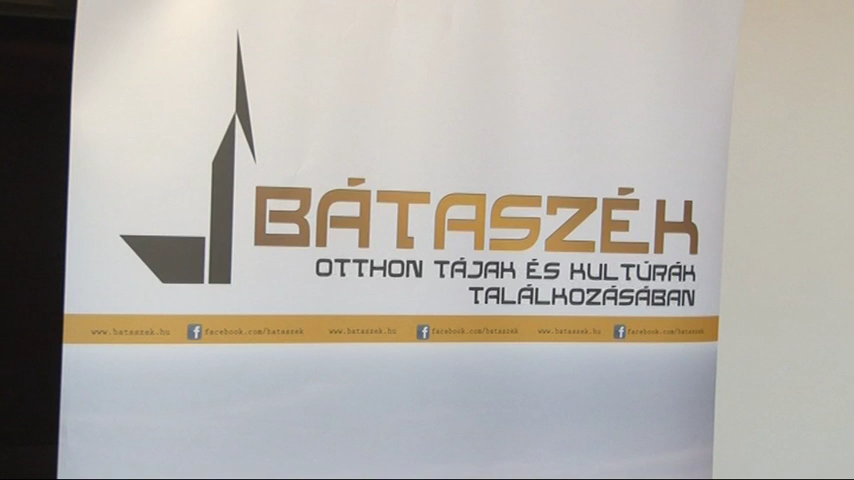 BÁTASZÉK
OTTHON TÁJAK ÉS KULTÚRÁK
TALÁLKOZÁSÁBAN
www.bataszek.hu f facebook.com/bataszek www.bataszek.hu f facebook.com/bataszek www.bataszek.hu f facebook.com/bataszek